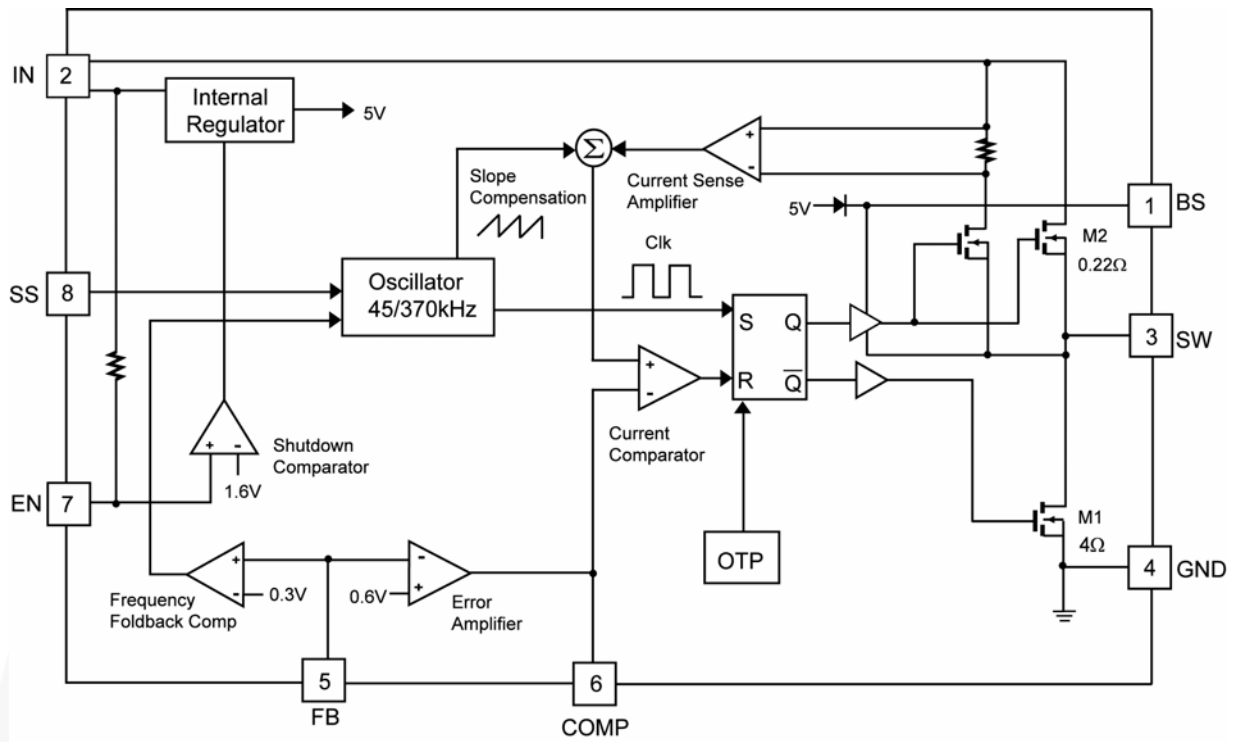 IN
2
Internal
Regulator
5V
Σ
+
-
Current Sense
Amplifier
Slope
Compensation
5V
1
BS
M2
0.22Ω
Clk
SS
8
Oscillator
45/370kHz
S
Q
R
Q̅
3
SW
+
-
Current
Comparator
+
-
Shutdown
Comparator
1.6V
EN
7
M1
4Ω
OTP
4
GND
+
-
0.3V
Frequency
Foldback Comp
-
+
0.6V
Error
Amplifier
5
FB
6
COMP